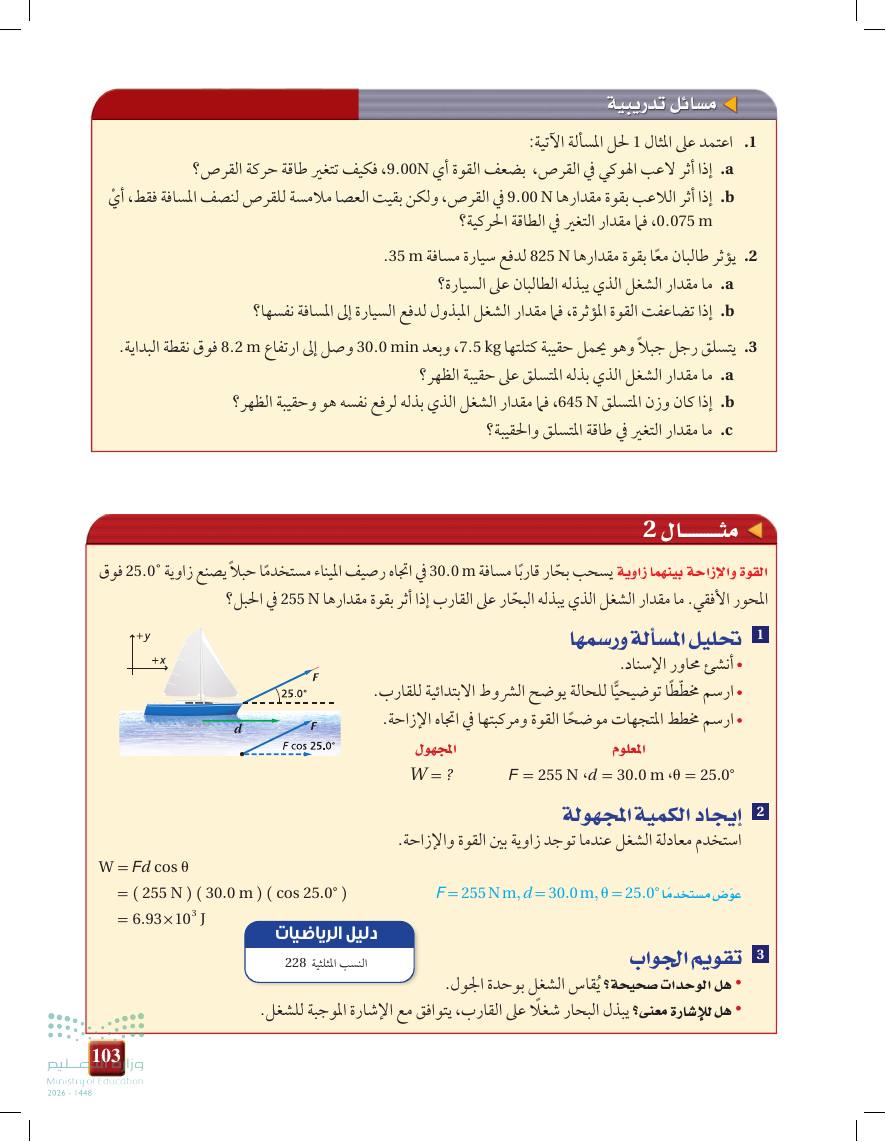 مسائل تدريبية
1. اعتمد على المثال 1 لحل المسألة الآتية:
a. إذا أثر لاعب الهوكي في القرص، بضعف القوة أي 9.00N، فكيف تتغير طاقة حركة القرص؟
b. إذا أثر اللاعب بقوة مقدارها 9.00 N في القرص، ولكن بقيت العصا ملامسة للقرص لنصف المسافة فقط، أيْ
0.075 m، فما مقدار التغير في الطاقة الحركية؟
2. يؤثر طالبان معًا بقوة مقدارها 825 N لدفع سيارة مسافة 35 m.
a. ما مقدار الشغل الذي يبذله الطالبان على السيارة؟
b. إذا تضاعفت القوة المؤثرة، فما مقدار الشغل المبذول لدفع السيارة إلى المسافة نفسها؟
3. يتسلق رجل جبلاً وهو يحمل حقيبة كتلتها 7.5 kg، وبعد 30.0 min وصل إلى ارتفاع 8.2 m فوق نقطة البداية.
a. ما مقدار الشغل الذي بذله المتسلق على حقيبة الظهر؟
b. إذا كان وزن المتسلق 645 N، فما مقدار الشغل الذي بذله لرفع نفسه هو وحقيبة الظهر؟
c. ما مقدار التغير في طاقة المتسلق والحقيبة؟
مثـــــــال 2
القوة والإزاحة بينهما زاوية يسحب بحّار قاربًا مسافة 30.0 m في اتجاه رصيف الميناء مستخدمًا حبلاً يصنع زاوية 25.0° فوق
المحور الأفقي. ما مقدار الشغل الذي يبذله البحّار على القارب إذا أثر بقوة مقدارها 255 N في الحبل؟
1 تحليل المسألة ورسمها
• أنشئ محاور الإسناد.
• ارسم مخطّطًا توضيحيًّا للحالة يوضح الشروط الابتدائية للقارب.
• ارسم مخطط المتجهات موضحًا القوة ومركبتها في اتجاه الإزاحة.
+y
+x
F
25.0°
d
F
F cos 25.0°
المعلوم
المجهول
F = 255 N ،d = 30.0 m ،θ = 25.0°
W = ?
2 إيجاد الكمية المجهولة
استخدم معادلة الشغل عندما توجد زاوية بين القوة والإزاحة.
W = Fd cos θ
عوّض مستخدمًا F = 255 N m, d = 30.0 m, θ = 25.0°
= ( 255 N ) ( 30.0 m ) ( cos 25.0° )
= 6.93×10³ J
دليل الرياضيات
النسب المثلثية 228
3 تقويم الجواب
• هل الوحدات صحيحة؟ يُقاس الشغل بوحدة الجول.
• هل للإشارة معنى؟ يبذل البحار شغلًا على القارب، يتوافق مع الإشارة الموجبة للشغل.
103
وزارة التعليم
Ministry of Education
2026 - 1448